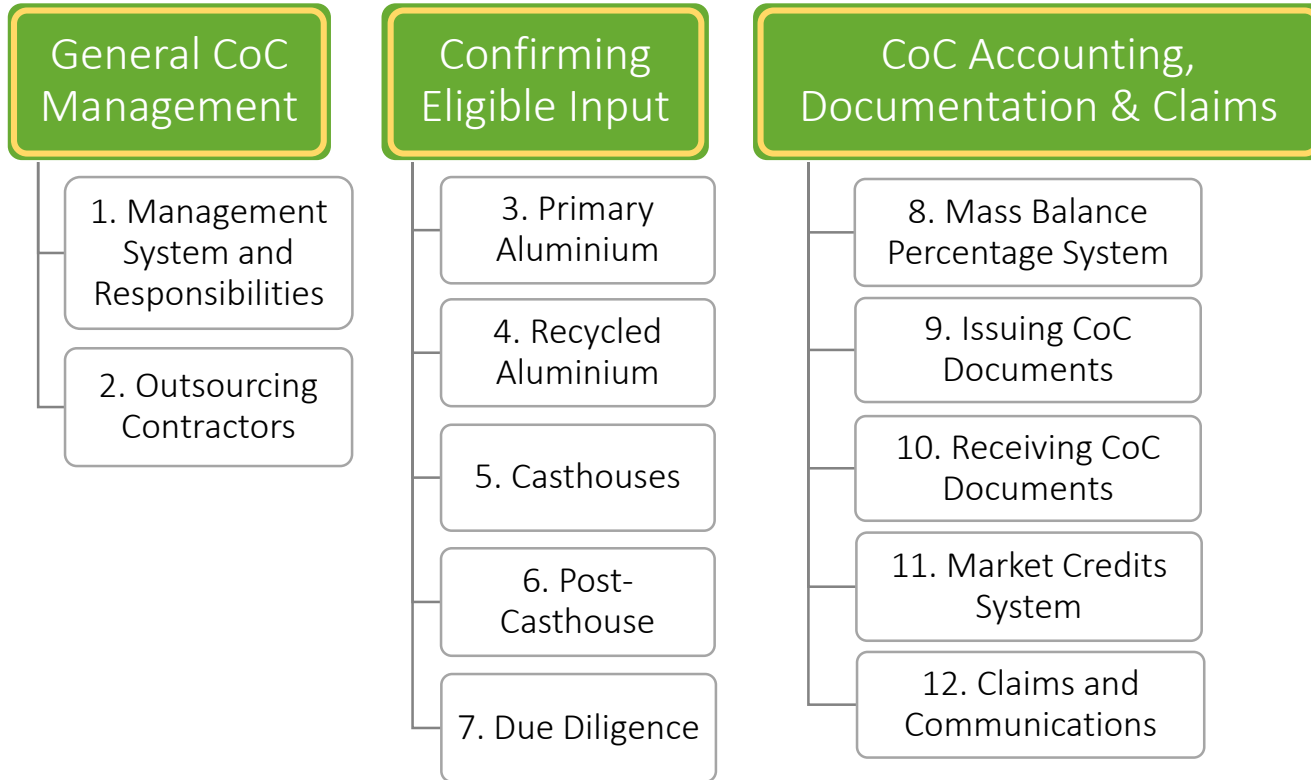 General CoC
Management
1. Management
System and
Responsibilities
2. Outsourcing
Contractors
Confirming
Eligible Input
3. Primary
Aluminium
4. Recycled
Aluminium
5. Casthouses
6. Post-
Casthouse
7. Due Diligence
CoC Accounting,
Documentation & Claims
8. Mass Balance
Percentage System
9. Issuing CoC
Documents
10. Receiving CoC
Documents
11. Market Credits
System
12. Claims and
Communications